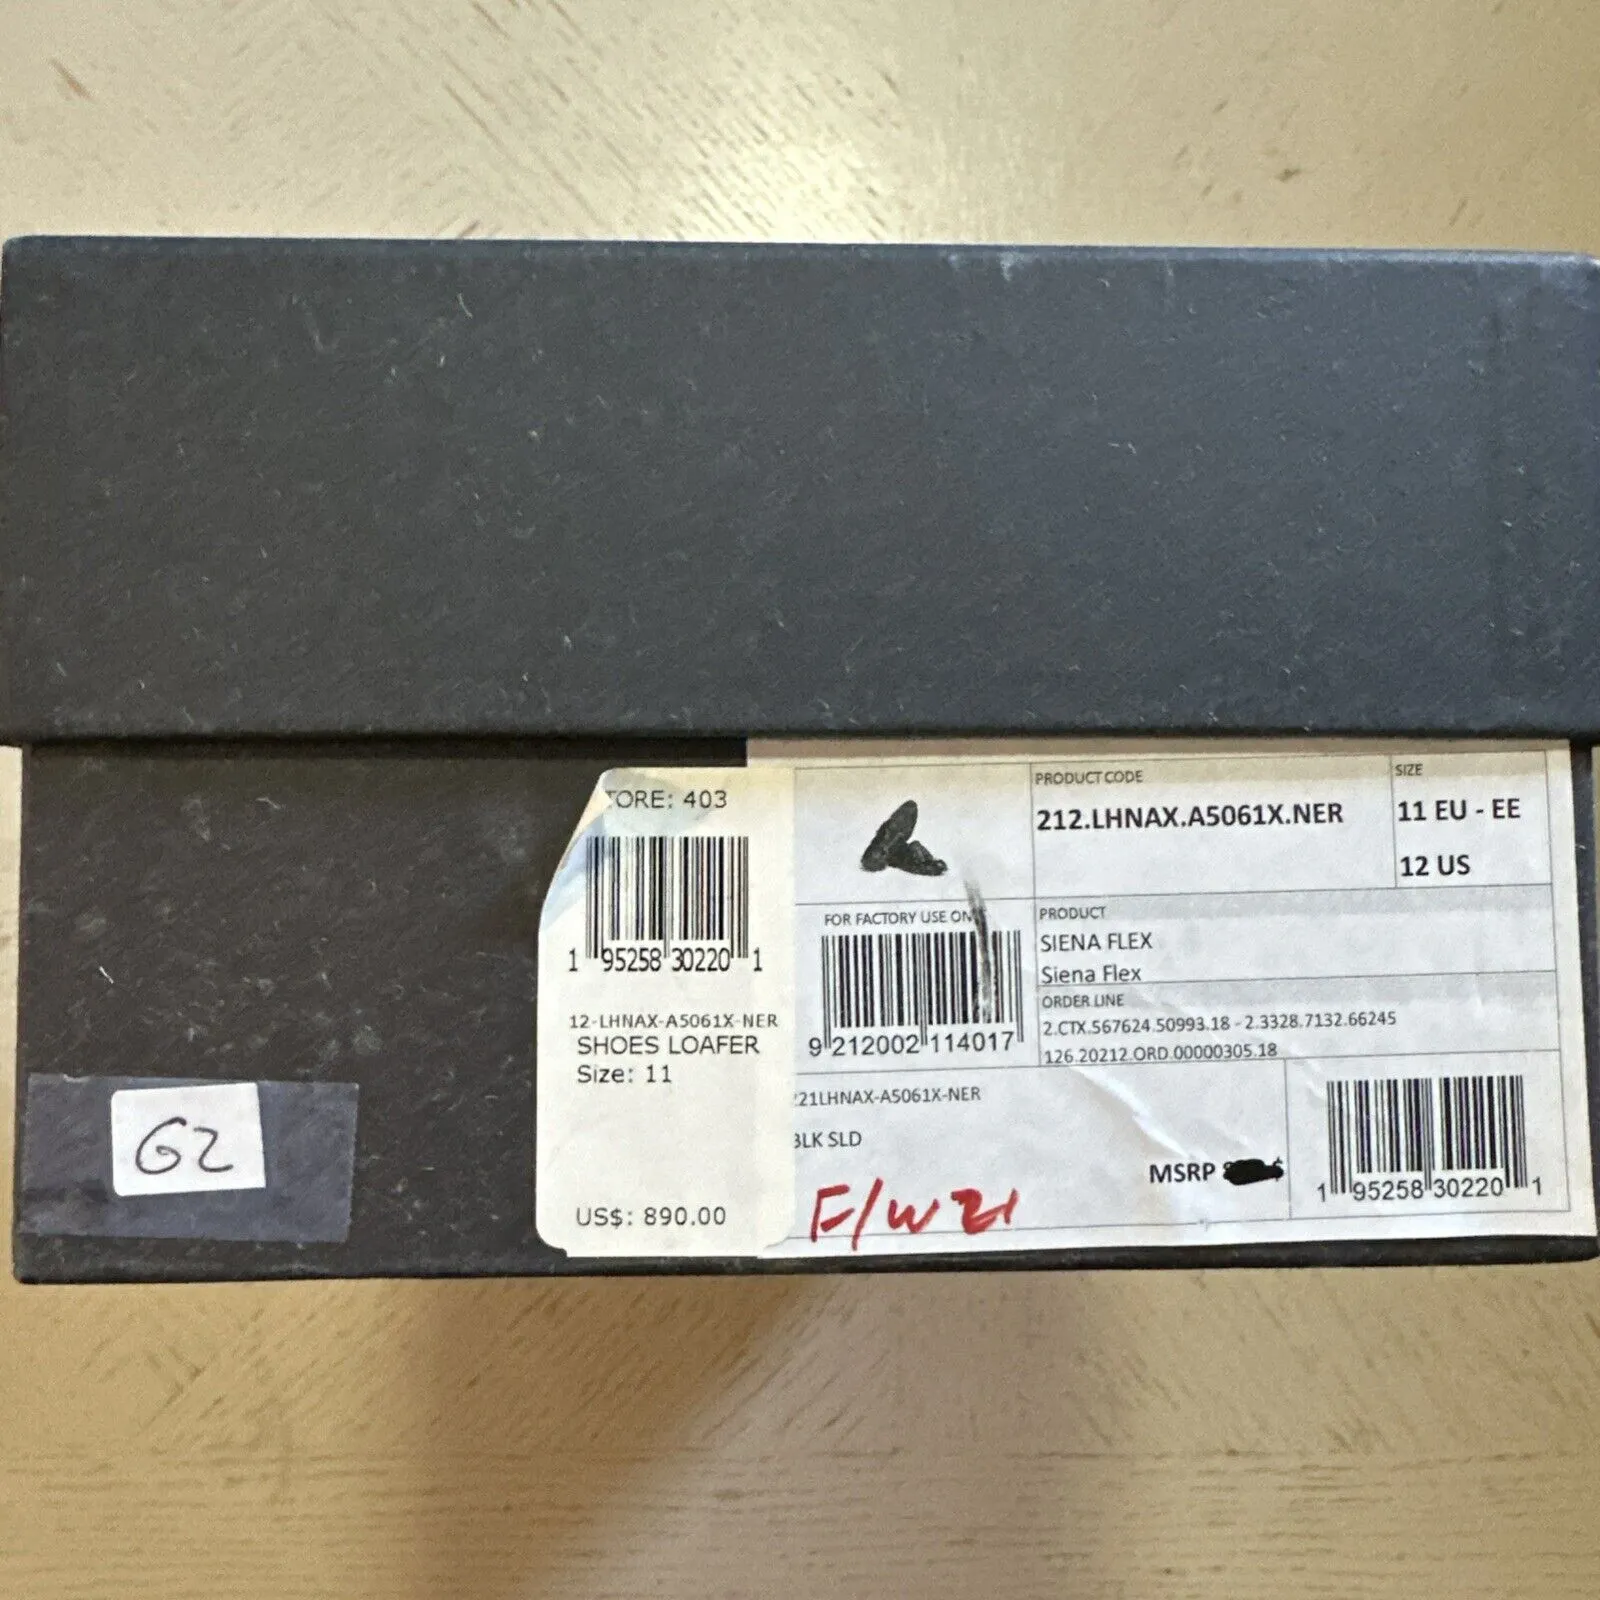 TORE: 403
1 95258 30220 1
12-LHNAX-A5061X-NER
SHOES LOAFER
Size: 11
US$: 890.00
G2
FOR FACTORY USE ON
9 212002 114017
PRODUCT CODE
212.LHNAX.A5061X.NER
SIZE
11 EU - EE
12 US
PRODUCT
SIENA FLEX
Siena Flex
ORDER LINE
2.CTX.567624.50993.18 - 2.3328.7132.66245
126.20212.ORD.00000305.18
21LHNAX-A5061X-NER
BLK SLD
MSRP $
F/W 21
1 95258 30220 1